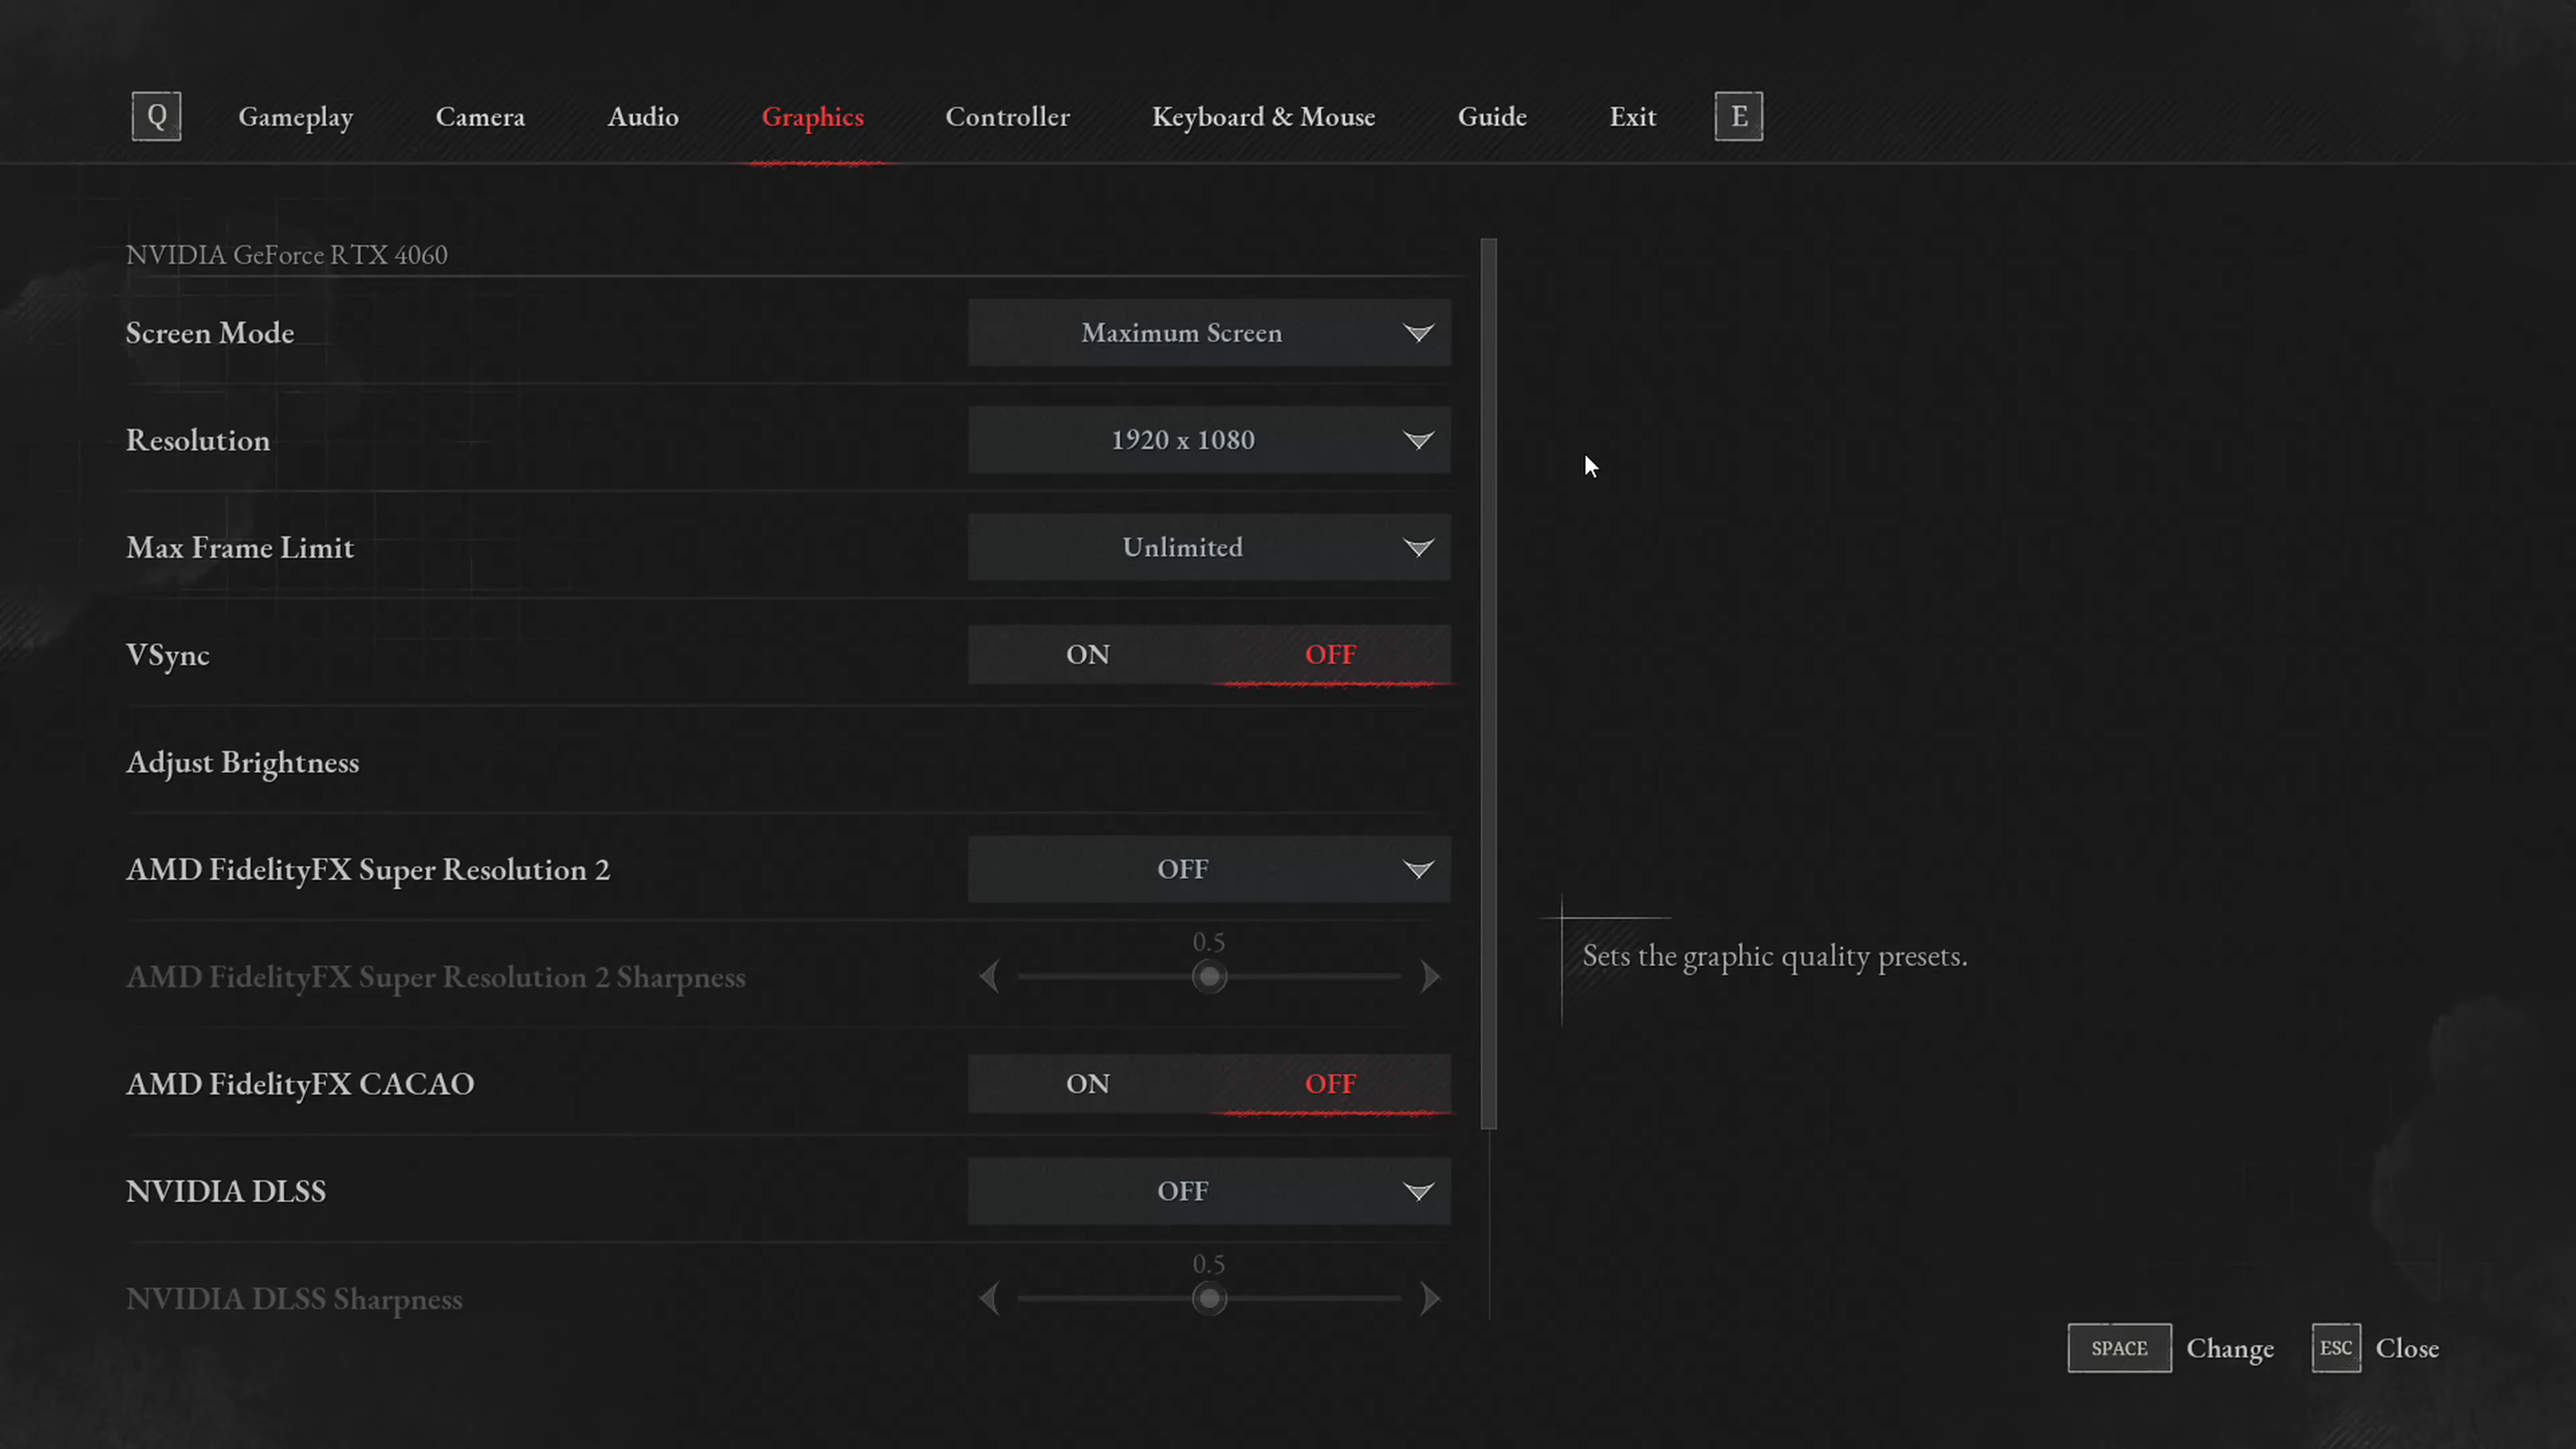 Q Gameplay Camera Audio Graphics Controller Keyboard & Mouse Guide Exit E
NVIDIA GeForce RTX 4060
Screen Mode Maximum Screen
Resolution 1920 x 1080
Max Frame Limit Unlimited
VSync ON OFF
Adjust Brightness
AMD FidelityFX Super Resolution 2 OFF
0.5
AMD FidelityFX Super Resolution 2 Sharpness
Sets the graphic quality presets.
AMD FidelityFX CACAO ON OFF
NVIDIA DLSS OFF
0.5
NVIDIA DLSS Sharpness
SPACE Change ESC Close